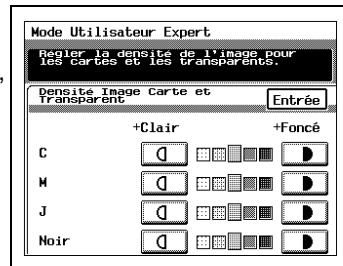 Mode Utilisateur Expert
Régler la densité de l'image pour
les cartes et les transparents.
Densité Image Carte et
Transparent
Entrée
+Clair +Foncé
C
M
J
Noir